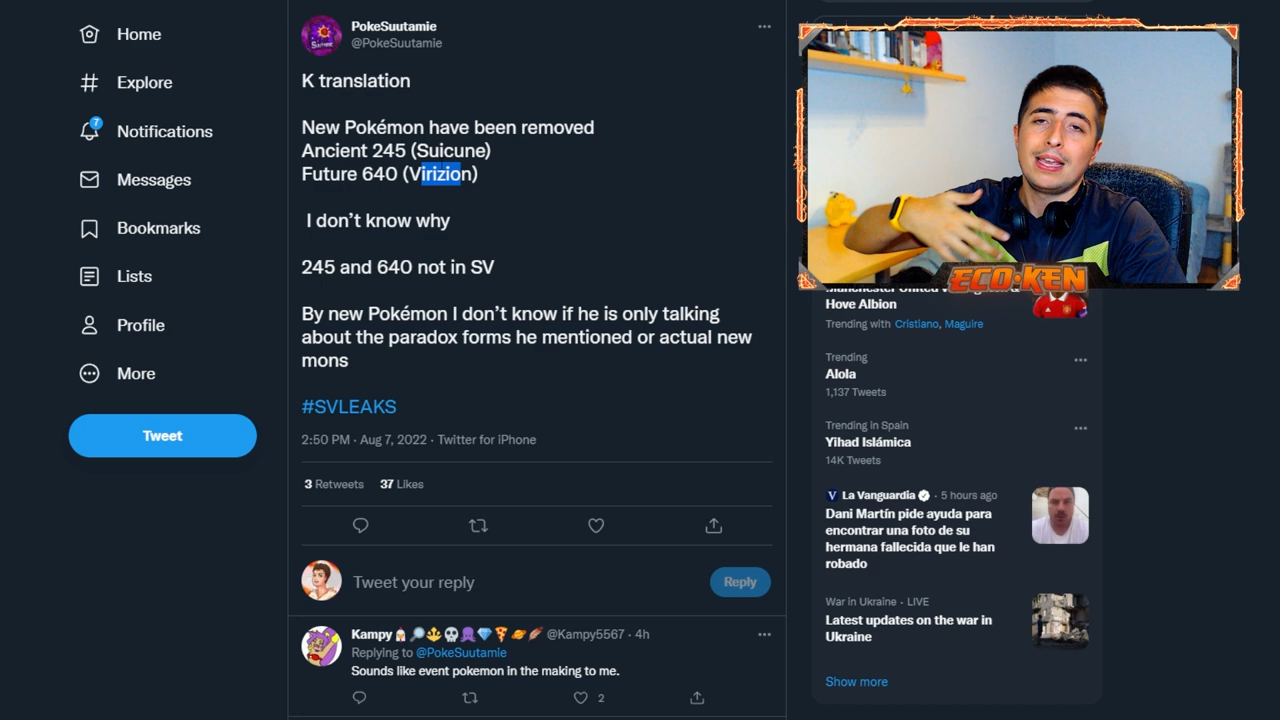 Home
Explore
7
Notifications
Messages
Bookmarks
Lists
Profile
More
Tweet
PokeSuutamie
@PokeSuutamie
K translation
New Pokémon have been removed
Ancient 245 (Suicune)
Future 640 (Virizion)
I don’t know why
245 and 640 not in SV
By new Pokémon I don’t know if he is only talking
about the paradox forms he mentioned or actual new
mons
#SVLEAKS
2:50 PM · Aug 7, 2022 · Twitter for iPhone
3 Retweets 37 Likes
Tweet your reply
Reply
Kampy @Kampy5567 · 4h
Replying to @PokeSuutamie
Sounds like event pokemon in the making to me.
2
ECO·KEN
Hove Albion
Trending with Cristiano, Maguire
Trending
Alola
1,137 Tweets
Trending in Spain
Yihad Islámica
14K Tweets
V La Vanguardia · 5 hours ago
Dani Martín pide ayuda para
encontrar una foto de su
hermana fallecida que le han
robado
War in Ukraine · LIVE
Latest updates on the war in
Ukraine
Show more